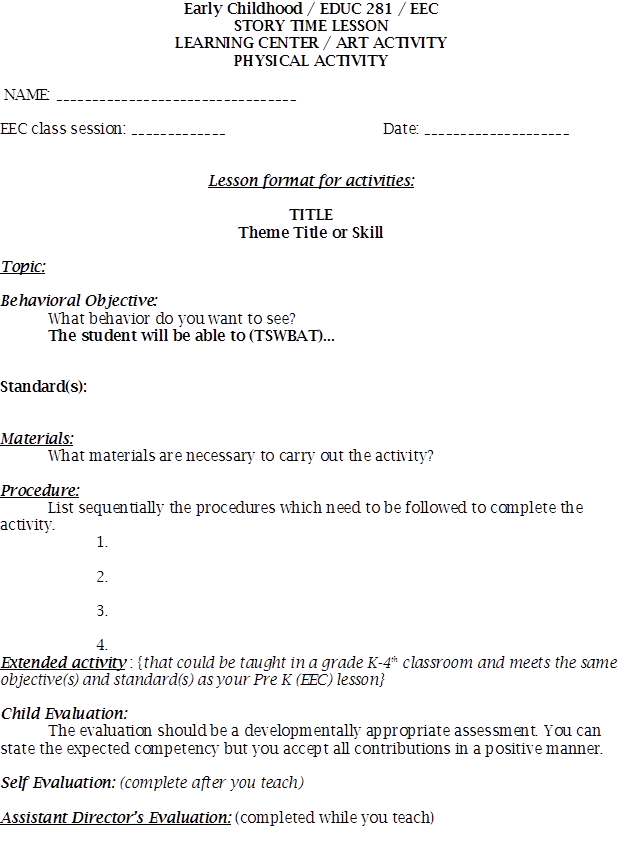 Early Childhood / EDUC 281 / EEC
STORY TIME LESSON
LEARNING CENTER / ART ACTIVITY
PHYSICAL ACTIVITY
NAME: _________________________________
EEC class session: _____________ Date: ____________________
Lesson format for activities:
TITLE
Theme Title or Skill
Topic:
Behavioral Objective:
What behavior do you want to see?
The student will be able to (TSWBAT)...
Standard(s):
Materials:
What materials are necessary to carry out the activity?
Procedure:
List sequentially the procedures which need to be followed to complete the
activity.
1.
2.
3.
4.
Extended activity : {that could be taught in a grade K-4th classroom and meets the same
objective(s) and standard(s) as your Pre K (EEC) lesson}
Child Evaluation:
The evaluation should be a developmentally appropriate assessment. You can
state the expected competency but you accept all contributions in a positive manner.
Self Evaluation: (complete after you teach)
Assistant Director's Evaluation: (completed while you teach)